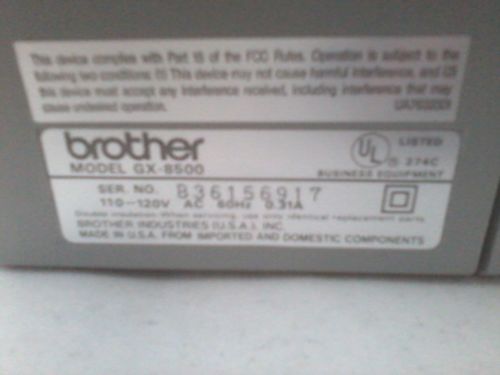 This device complies with Part 15 of the FCC Rules. Operation is subject to the
following two conditions: (1) This device may not cause harmful interference, and (2)
this device must accept any interference received, including interference that may
cause undesired operation.
brother
MODEL GX-8500
UL LISTED
274C
BUSINESS EQUIPMENT
SER. NO. B36156917
110-120V AC 60Hz 0.31A
Double insulation-When servicing, use only identical replacement parts.
BROTHER INDUSTRIES (U.S.A.), INC.
MADE IN U.S.A. FROM IMPORTED AND DOMESTIC COMPONENTS